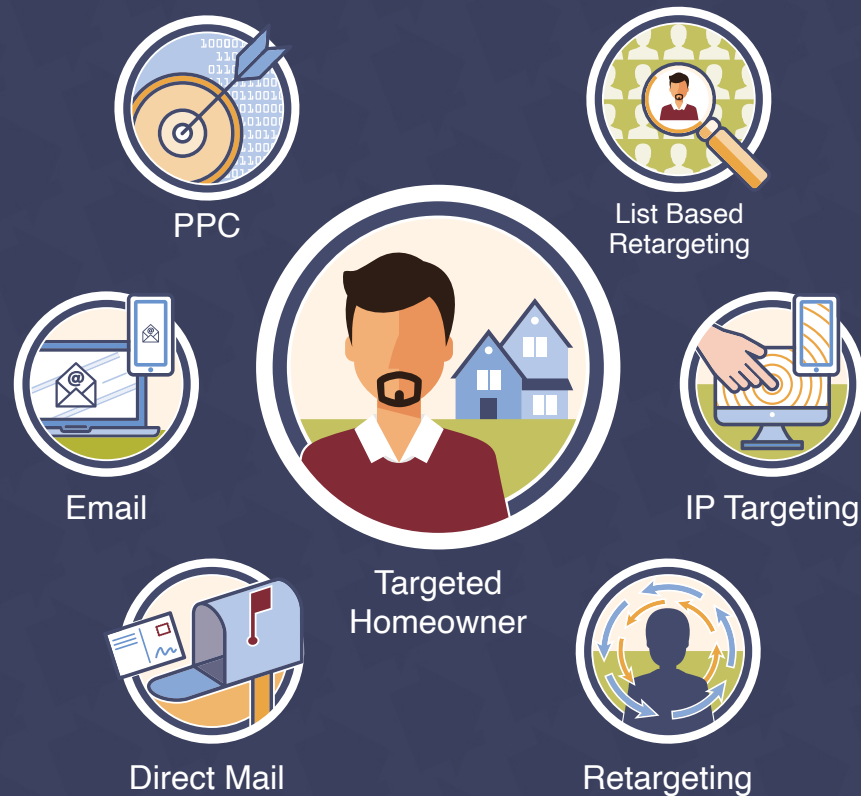 PPC
List Based
Retargeting
Email
IP Targeting
Targeted
Homeowner
Direct Mail
Retargeting